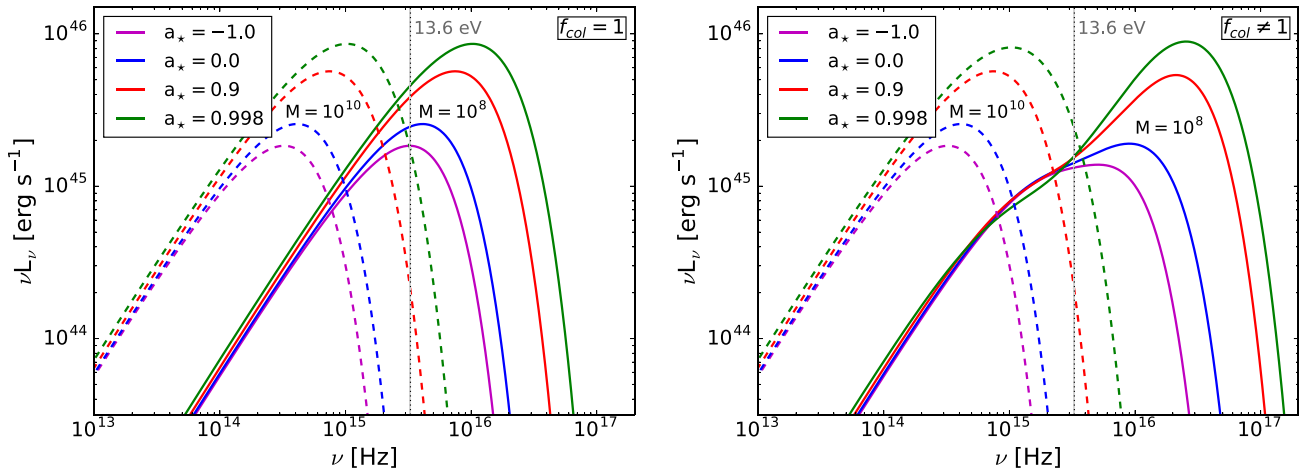 f_col = 1
13.6 eV
a⋆ = −1.0
a⋆ = 0.0
a⋆ = 0.9
a⋆ = 0.998
M = 10^10
M = 10^8
10^46
10^45
10^44
νL_ν [erg s^−1]
10^13 10^14 10^15 10^16 10^17
ν [Hz]
f_col ≠ 1
13.6 eV
a⋆ = −1.0
a⋆ = 0.0
a⋆ = 0.9
a⋆ = 0.998
M = 10^10
M = 10^8
10^46
10^45
10^44
νL_ν [erg s^−1]
10^13 10^14 10^15 10^16 10^17
ν [Hz]